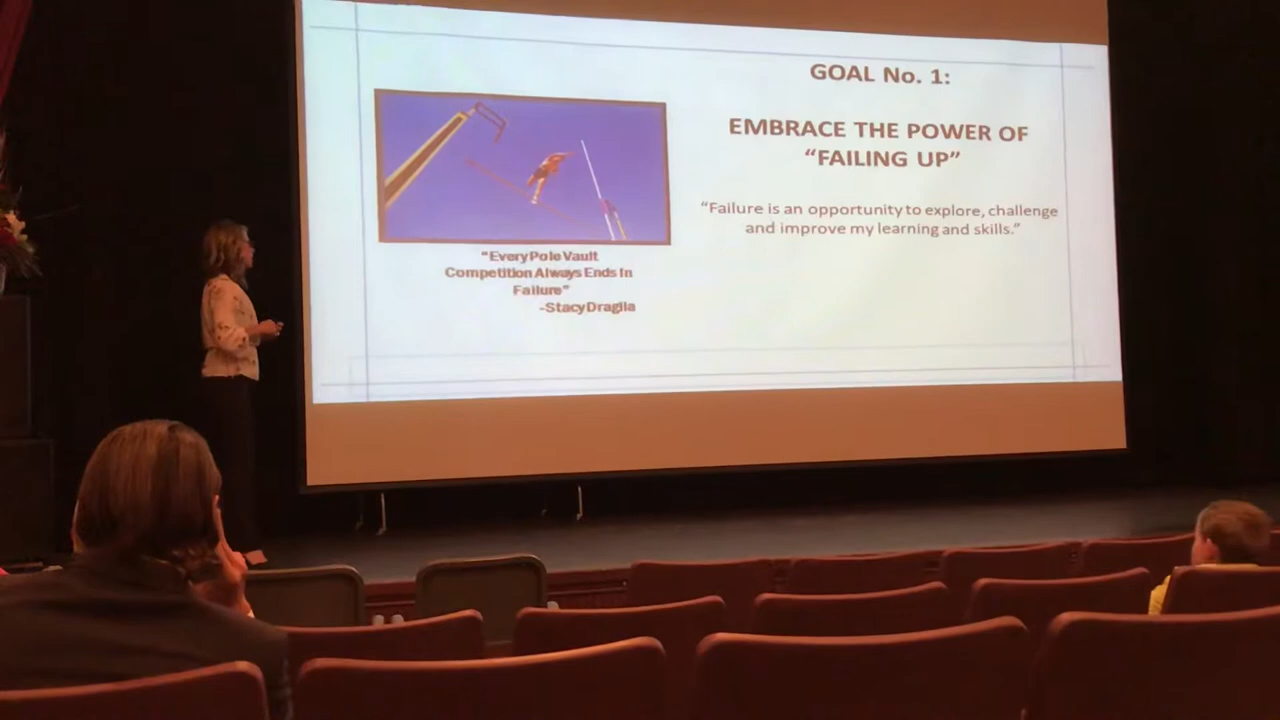 GOAL No. 1:
EMBRACE THE POWER OF
“FAILING UP”
“Failure is an opportunity to explore, challenge
and improve my learning and skills.”
"Every Pole Vault
Competition Always Ends In
Failure"
-Stacy Dragila